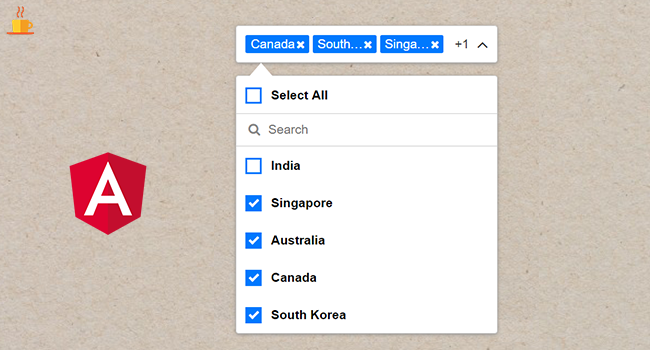 Canada South... Singa... +1
Select All
Search
India
Singapore
Australia
Canada
South Korea
A